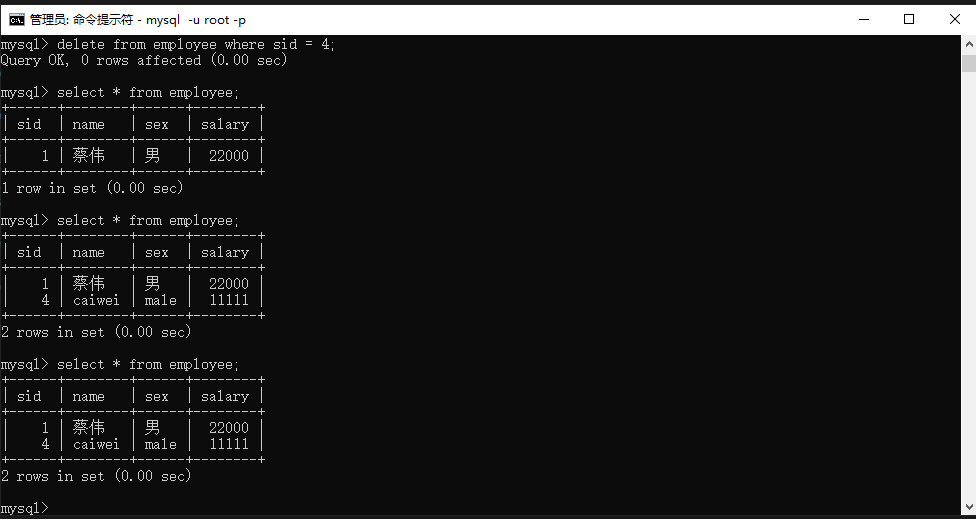 管理员: 命令提示符 - mysql  -u root -p
mysql> delete from employee where sid = 4;
Query OK, 0 rows affected (0.00 sec)

mysql> select * from employee;
+------+--------+------+--------+
| sid  | name   | sex  | salary |
+------+--------+------+--------+
|    1 | 蔡伟   | 男   |  22000 |
+------+--------+------+--------+
1 row in set (0.00 sec)

mysql> select * from employee;
+------+--------+------+--------+
| sid  | name   | sex  | salary |
+------+--------+------+--------+
|    1 | 蔡伟   | 男   |  22000 |
|    4 | caiwei | male |  11111 |
+------+--------+------+--------+
2 rows in set (0.00 sec)

mysql> select * from employee;
+------+--------+------+--------+
| sid  | name   | sex  | salary |
+------+--------+------+--------+
|    1 | 蔡伟   | 男   |  22000 |
|    4 | caiwei | male |  11111 |
+------+--------+------+--------+
2 rows in set (0.00 sec)

mysql>